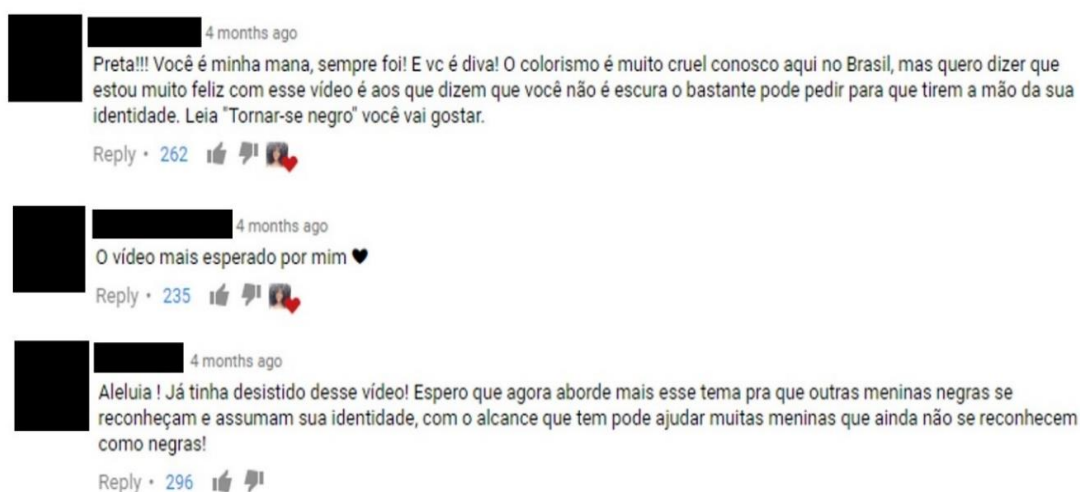 4 months ago
Preta!!! Você é minha mana, sempre foi! E vc é diva! O colorismo é muito cruel conosco aqui no Brasil, mas quero dizer que
estou muito feliz com esse vídeo é aos que dizem que você não é escura o bastante pode pedir para que tirem a mão da sua
identidade. Leia "Tornar-se negro" você vai gostar.
Reply • 262
4 months ago
O vídeo mais esperado por mim ♥
Reply • 235
4 months ago
Aleluia ! Já tinha desistido desse vídeo! Espero que agora aborde mais esse tema pra que outras meninas negras se
reconheçam e assumam sua identidade, com o alcance que tem pode ajudar muitas meninas que ainda não se reconhecem
como negras!
Reply • 296